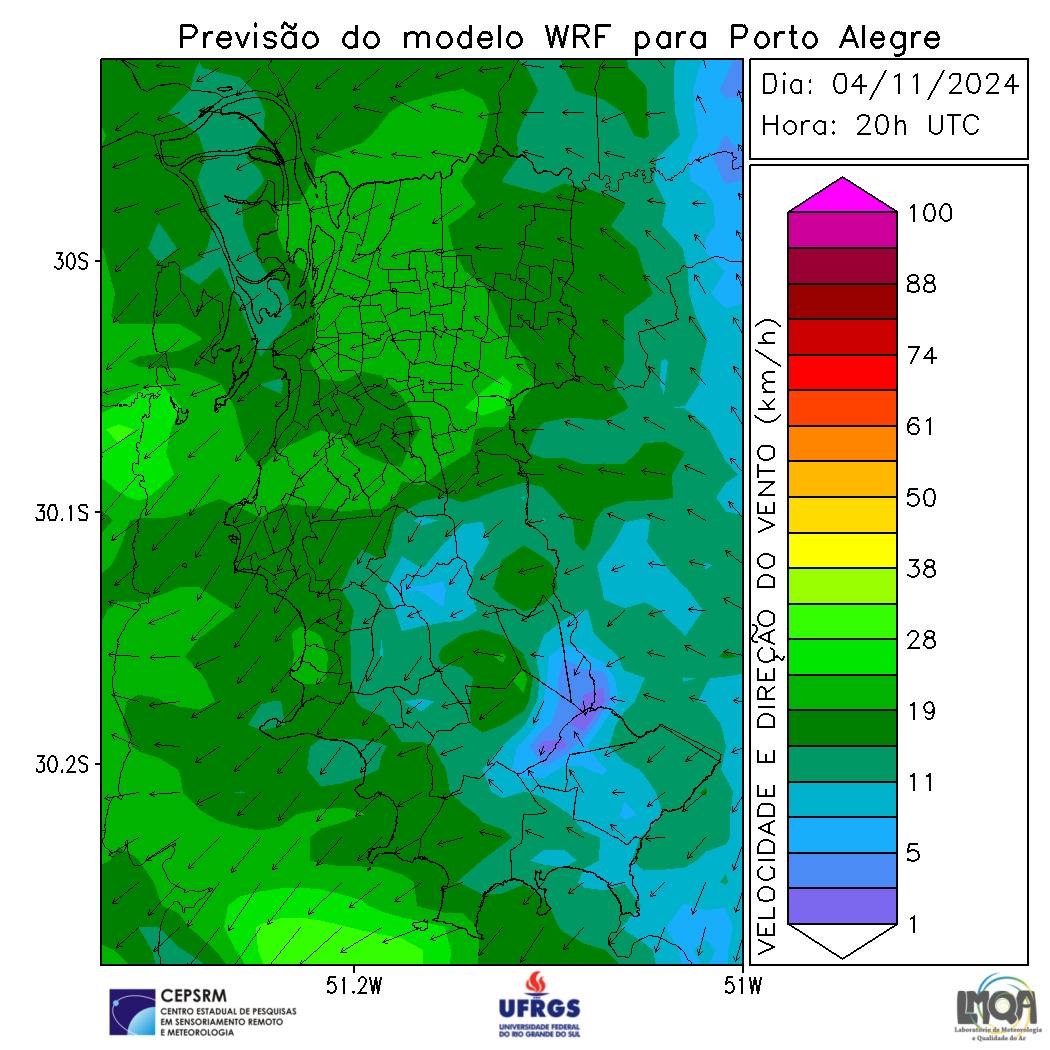 Previsão do modelo WRF para Porto Alegre
Dia: 04/11/2024
Hora: 20h UTC
30S
30.1S
30.2S
51.2W
51W
VELOCIDADE E DIREÇÃO DO VENTO (km/h)
100
88
74
61
50
38
28
19
11
5
1
CEPSRM
CENTRO ESTADUAL DE PESQUISAS
EM SENSORIAMENTO REMOTO
E METEOROLOGIA
UFRGS
UNIVERSIDADE FEDERAL
DO RIO GRANDE DO SUL
LMQA
Laboratório de Meteorologia
e Qualidade do Ar